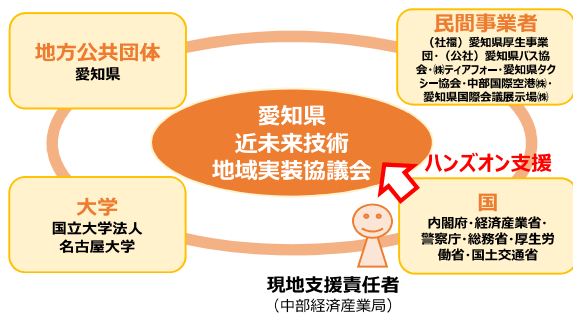 地方公共団体
愛知県
民間事業者
（社福）愛知県厚生事業
団・（公社）愛知県バス協
会・㈱ティアフォー・愛知県タク
シー協会・中部国際空港㈱・
愛知県国際会議展示場㈱
愛知県
近未来技術
地域実装協議会
ハンズオン支援
大学
国立大学法人
名古屋大学
国
内閣府・経済産業省・
警察庁・総務省・厚生労
働省・国土交通省
現地支援責任者
（中部経済産業局）